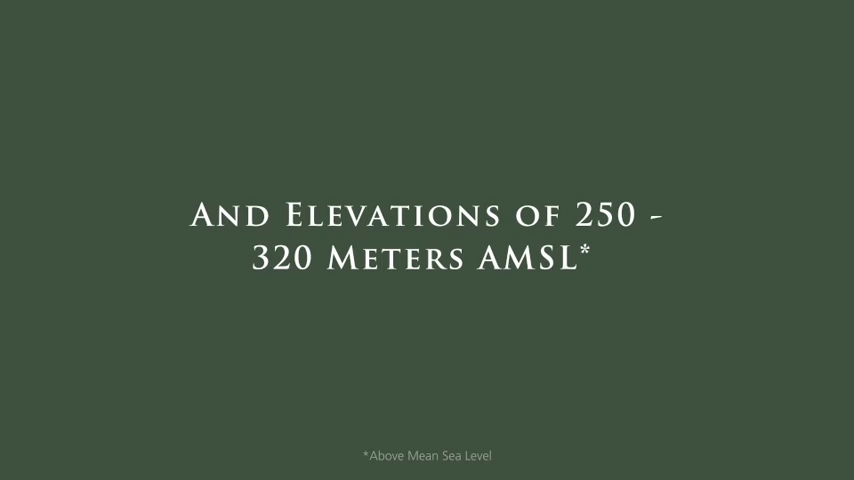 And Elevations of 250 -
320 Meters AMSL*
*Above Mean Sea Level